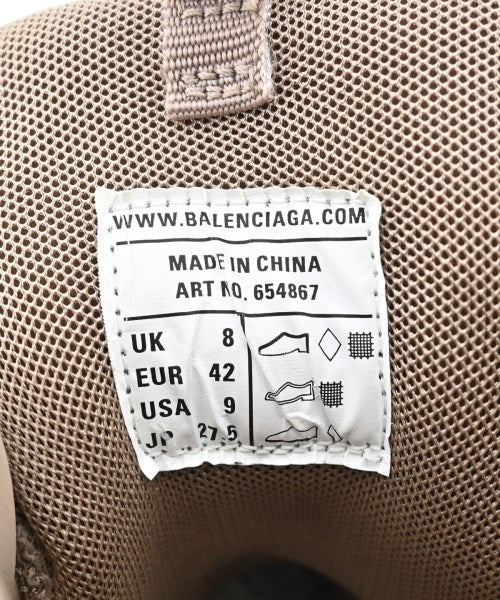 WWW.BALENCIAGA.COM
MADE IN CHINA
ART NO. 654867
UK 8
EUR 42
USA 9
JP 27.5